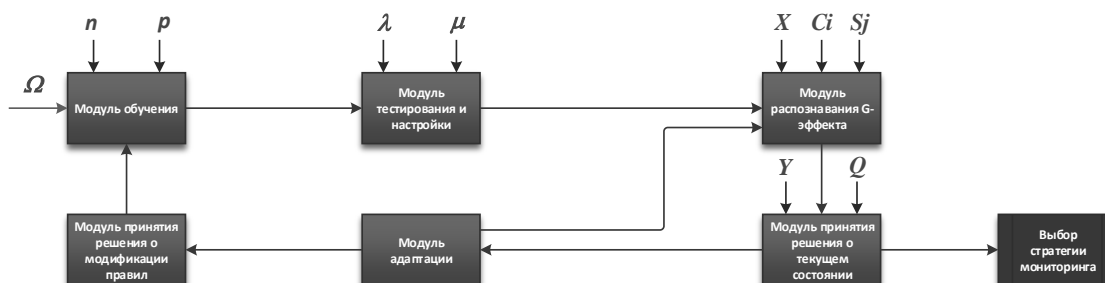 n p λ μ X Ci Sj
Ω
Модуль обучения
Модуль
тестирования и
настройки
Модуль
распознавания G-
эффекта
Y Q
Модуль принятия
решения о
модификации
правил
Модуль
адаптации
Модуль принятия
решения о
текущем
состоянии
Выбор
стратегии
мониторинга